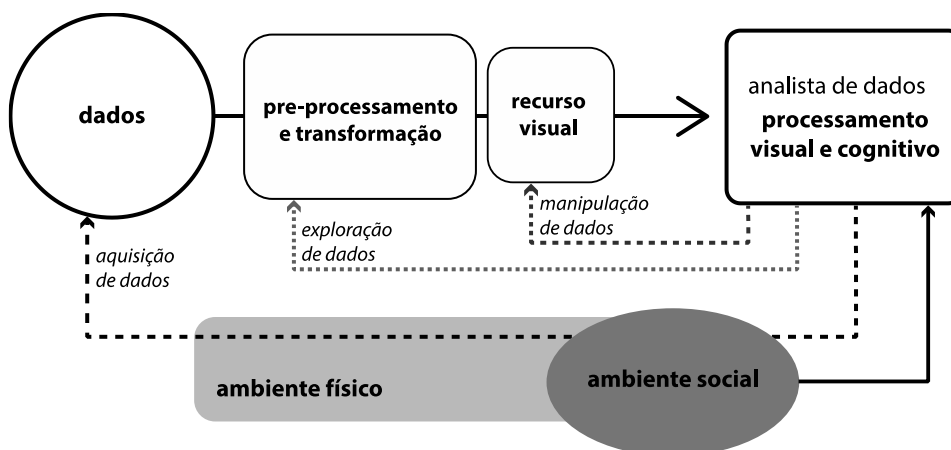 dados
pre-processamento
e transformação
recurso
visual
analista de dados
processamento
visual e cognitivo
aquisição
de dados
exploração
de dados
manipulação
de dados
ambiente físico
ambiente social